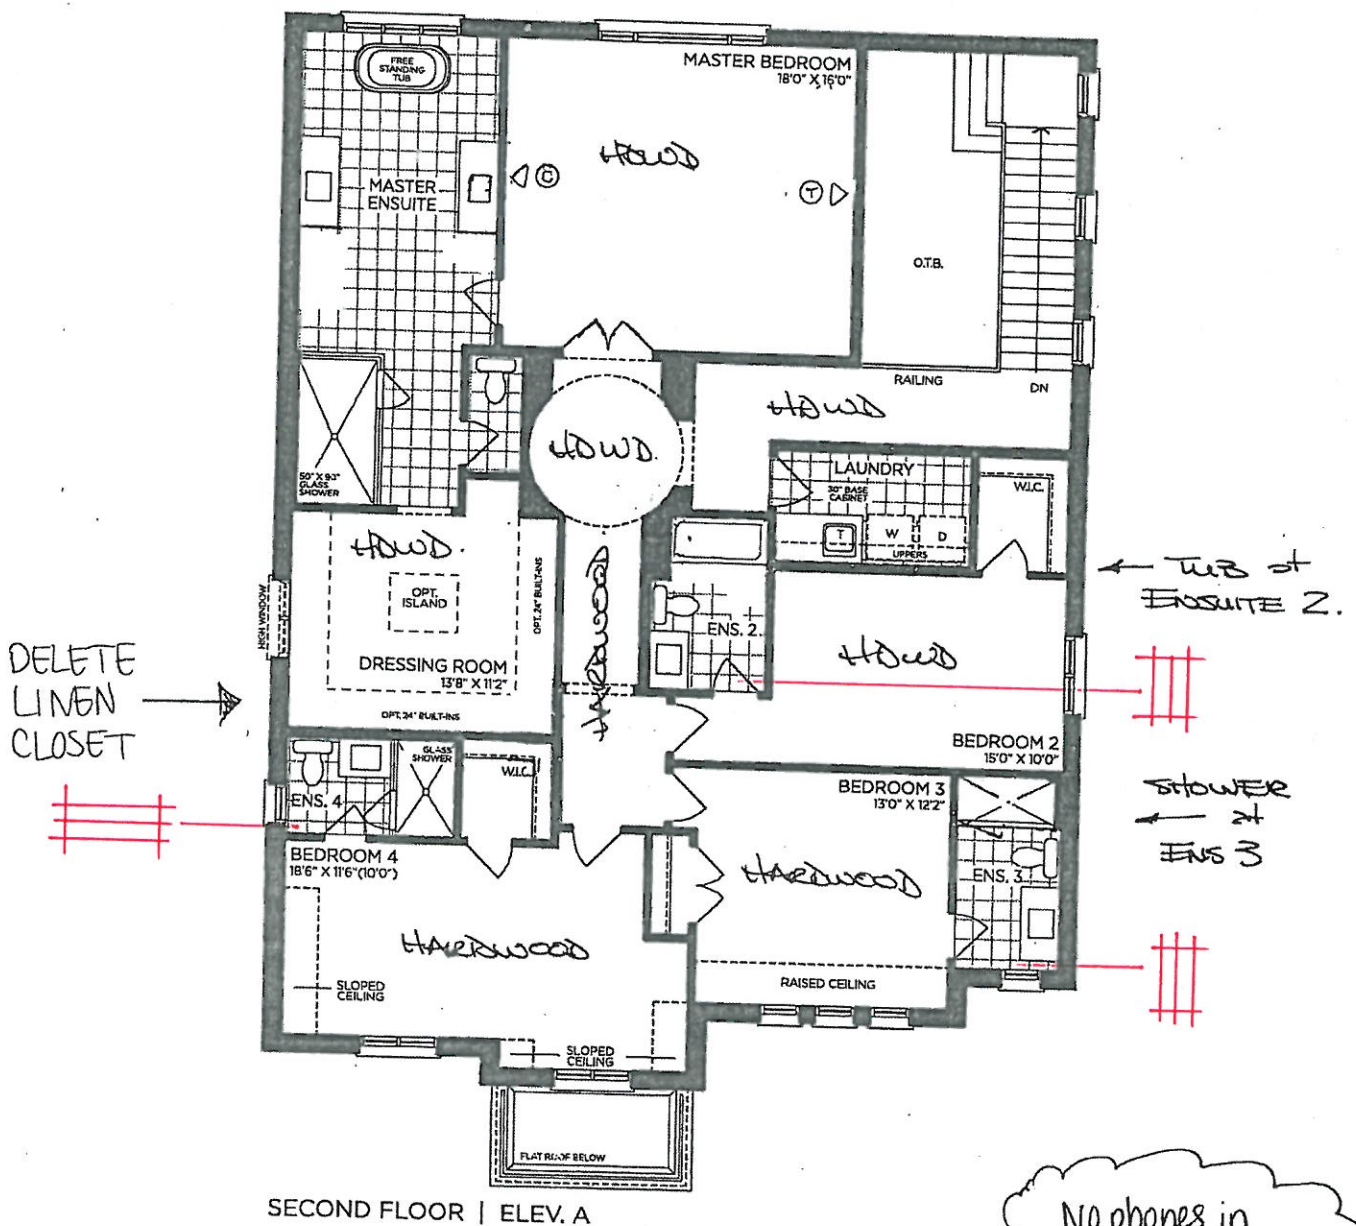 FREE
STANDING
TUB
MASTER BEDROOM
18'0" X 16'0"
HDWD
MASTER
ENSUITE
C
T
O.T.B.
RAILING
DN
HDWD
HDWD.
50" X 93"
GLASS
SHOWER
LAUNDRY
30" BASE
CABINET
W.I.C.
T
W
D
UPPERS
HDWD.
OPT.
ISLAND
OPT. 24" BUILT-INS
HIGH WINDOW
HARDWOOD
ENS. 2
HDWD
← TUB at
ENSUITE 2.
DRESSING ROOM
13'8" X 11'2"
OPT. 24" BUILT-INS
DELETE
LINEN
CLOSET
BEDROOM 2
15'0" X 10'0"
GLASS
SHOWER
W.I.C.
ENS. 4
BEDROOM 3
13'0" X 12'2"
SHOWER
← at
ENS 3
BEDROOM 4
18'6" X 11'6"(10'0")
HARDWOOD
ENS. 3
HARDWOOD
SLOPED
CEILING
RAISED CEILING
SLOPED
CEILING
FLAT ROOF BELOW
SECOND FLOOR | ELEV. A
No phones in